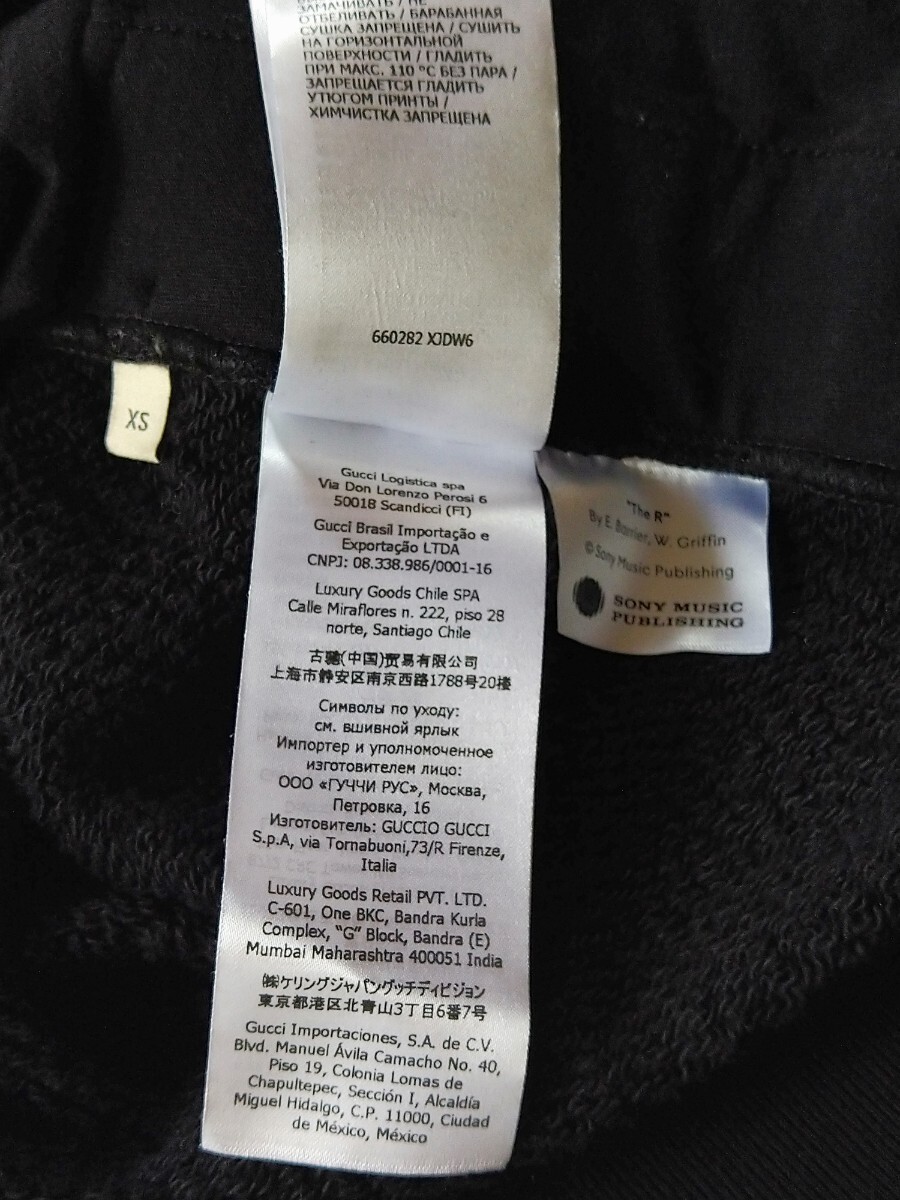 ЗАМАЧИВАТЬ / НЕ
ОТБЕЛИВАТЬ / БАРАБАННАЯ
СУШКА ЗАПРЕЩЕНА / СУШИТЬ
НА ГОРИЗОНТАЛЬНОЙ
ПОВЕРХНОСТИ / ГЛАДИТЬ
ПРИ МАКС. 110 °C БЕЗ ПАРА /
ЗАПРЕЩАЕТСЯ ГЛАДИТЬ
УТЮГОМ ПРИНТЫ /
ХИМЧИСТКА ЗАПРЕЩЕНА
660282 XJDW6
XS
Gucci Logistica spa
Via Don Lorenzo Perosi 6
50018 Scandicci (FI)
Gucci Brasil Importação e
Exportação LTDA
CNPJ: 08.338.986/0001-16
Luxury Goods Chile SPA
Calle Miraflores n. 222, piso 28
norte, Santiago Chile
古驰(中国)贸易有限公司
上海市静安区南京西路1788号20楼
Символы по уходу:
см. вшивной ярлык
Импортер и уполномоченное
изготовителем лицо:
ООО «ГУЧЧИ РУС», Москва,
Петровка, 16
Изготовитель: GUCCIO GUCCI
S.p.A, via Tornabuoni,73/R Firenze,
Italia
Luxury Goods Retail PVT. LTD.
C-601, One BKC, Bandra Kurla
Complex, "G" Block, Bandra (E)
Mumbai Maharashtra 400051 India
㈱ケリングジャパングッチディビジョン
東京都港区北青山3丁目6番7号
Gucci Importaciones, S.A. de C.V.
Blvd. Manuel Ávila Camacho No. 40,
Piso 19, Colonia Lomas de
Chapultepec, Sección I, Alcaldía
Miguel Hidalgo, C.P. 11000, Ciudad
de México, México
"The R"
By E. Barrier, W. Griffin
© Sony Music Publishing
SONY MUSIC
PUBLISHING